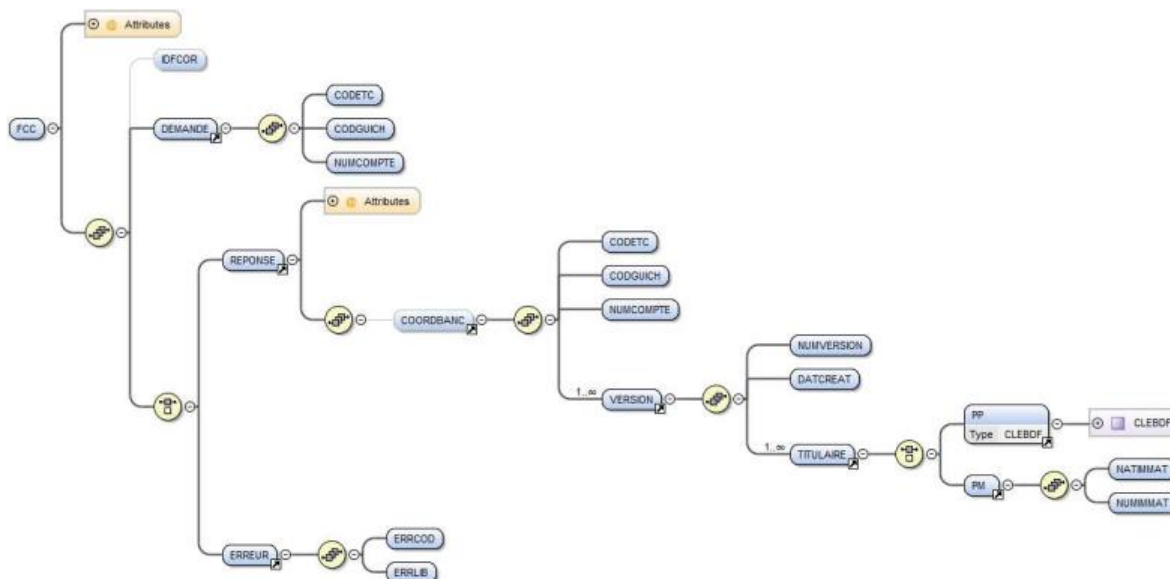 Attributes
IDFCOR
FCC
DEMANDE
CODETC
CODGUICH
NUMCOMPTE
REPONSE
Attributes
COORDBANC
CODETC
CODGUICH
NUMCOMPTE
1..∞ VERSION
NUMVERSION
DATCREAT
1..∞ TITULAIRE
PP
Type CLEBDF
CLEBDF
PM
NATIMMAT
NUMIMMAT
ERREUR
ERRCOD
ERRLIB